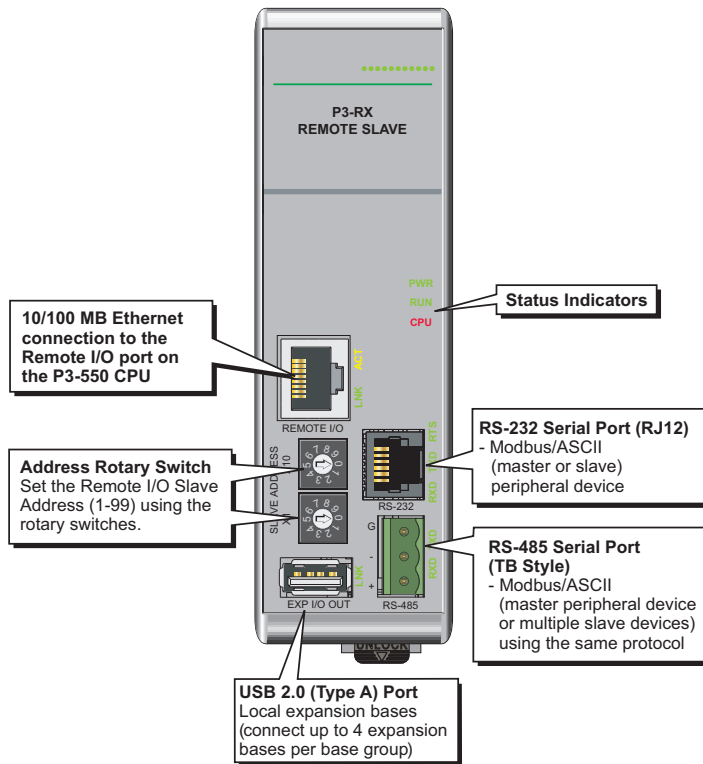 P3-RX
REMOTE SLAVE
PWR
RUN
CPU
Status Indicators
10/100 MB Ethernet
connection to the
Remote I/O port on
the P3-550 CPU
ACT
LNK
REMOTE I/O
Address Rotary Switch
Set the Remote I/O Slave
Address (1-99) using the
rotary switches.
SLAVE ADDRESS
RTS
RXD
RS-232
RS-232 Serial Port (RJ12)
- Modbus/ASCII
(master or slave)
peripheral device
G
-
+
RXD
RS-485
RS-485 Serial Port
(TB Style)
- Modbus/ASCII
(master peripheral device
or multiple slave devices)
using the same protocol
LNK
EXP I/O OUT
UNLOCK
USB 2.0 (Type A) Port
Local expansion bases
(connect up to 4 expansion
bases per base group)